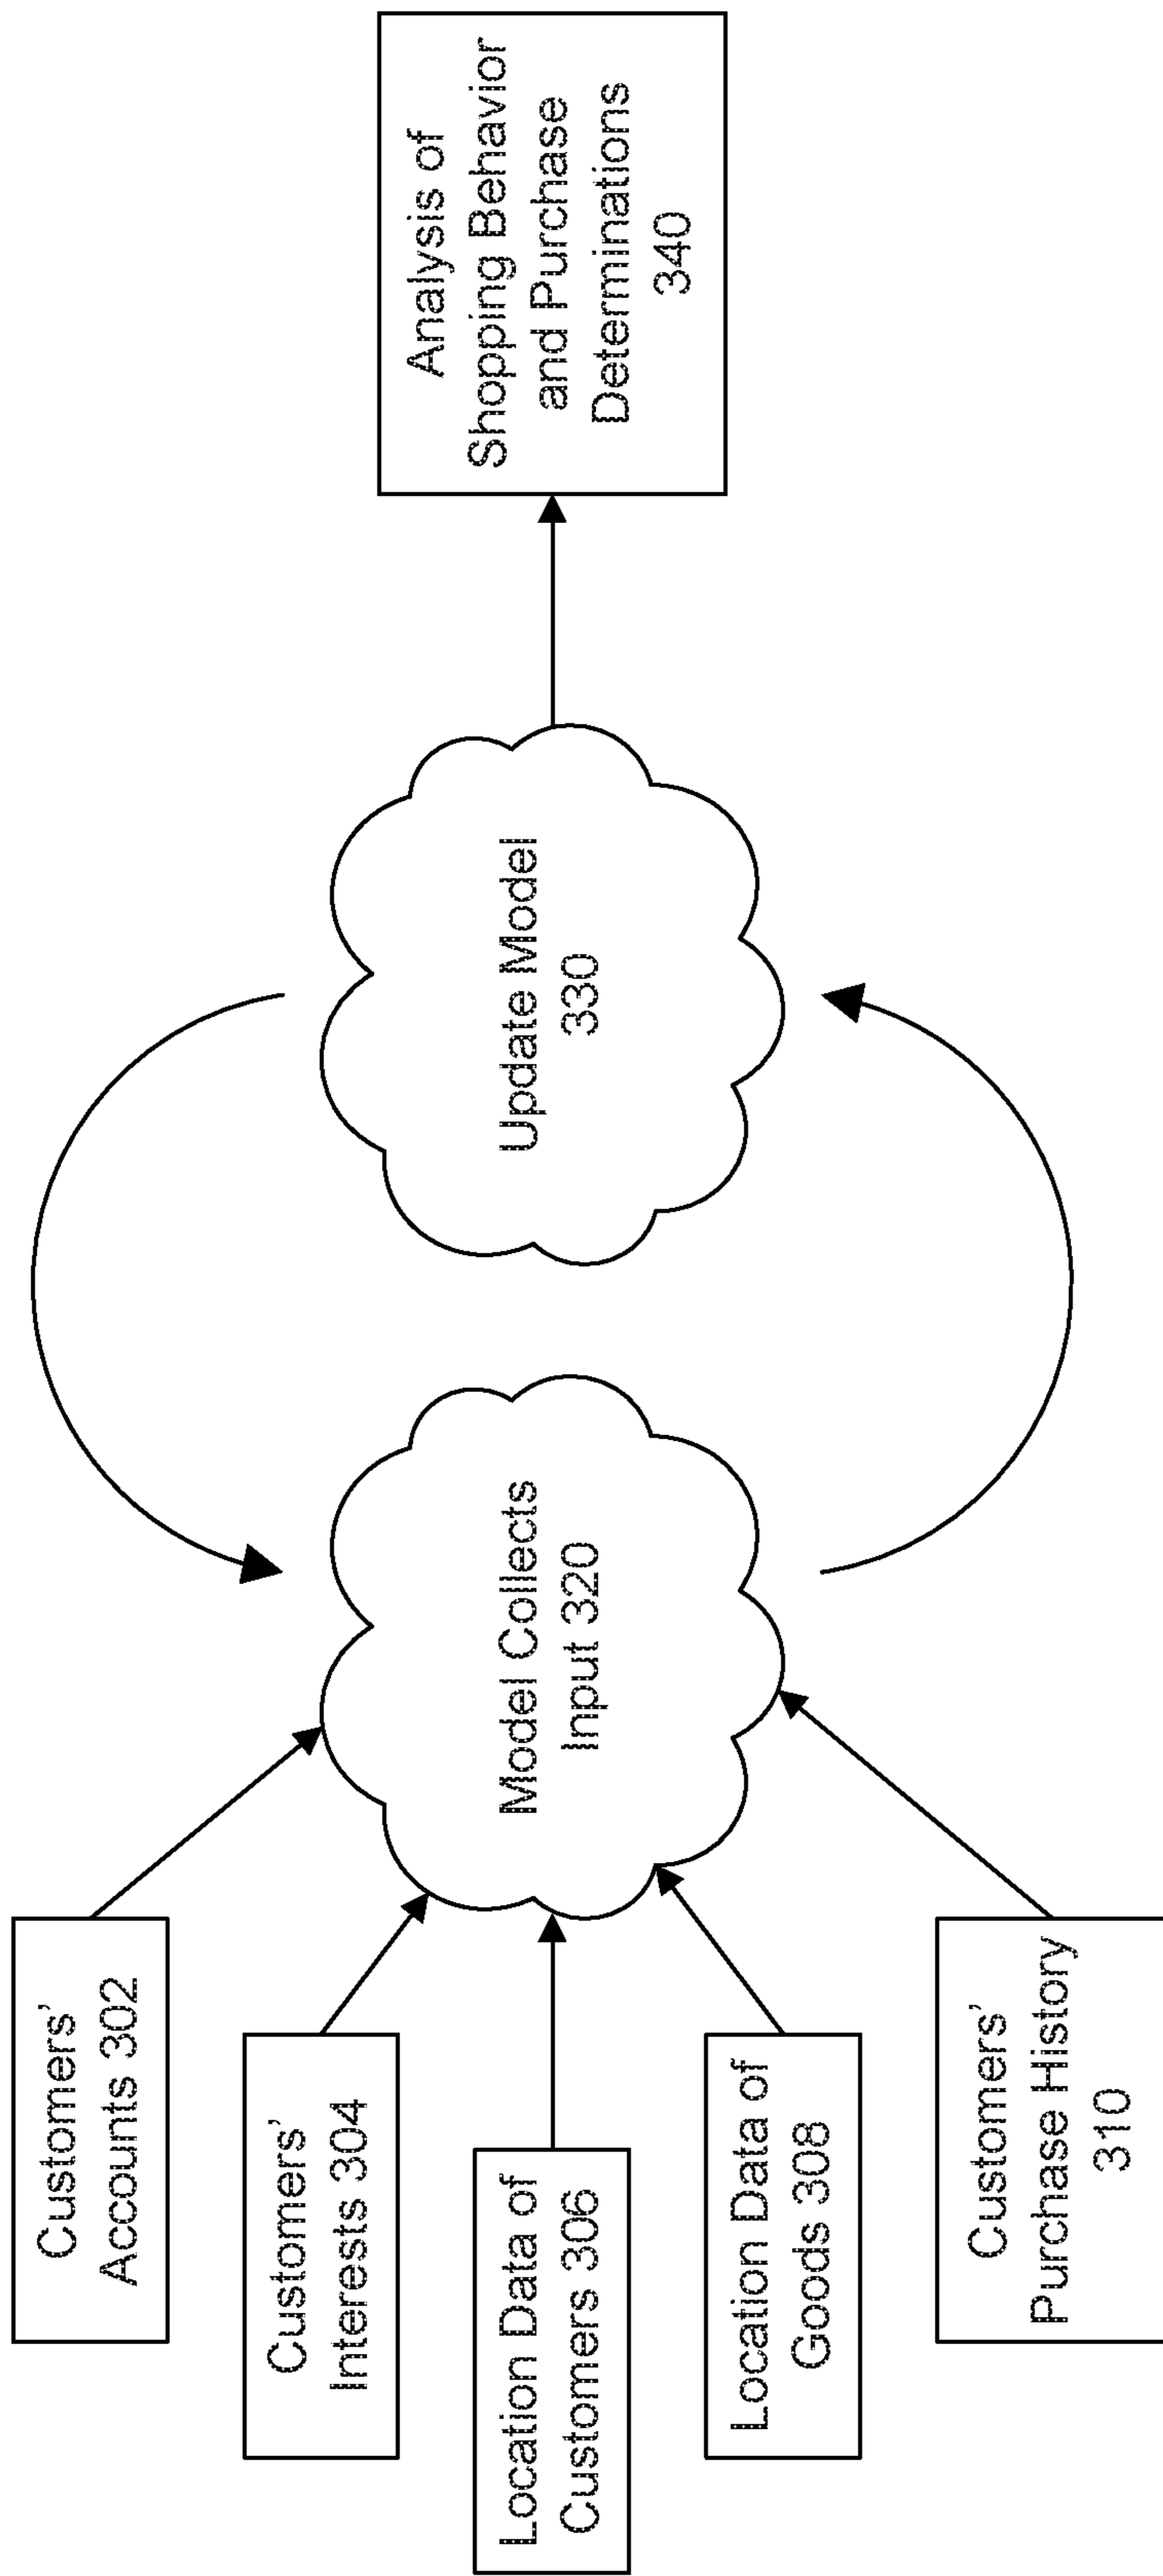 Customers’
Accounts 302
Customers’
Interests 304
Location Data of
Customers 306
Location Data of
Goods 308
Customers’
Purchase History
310
Model Collects
Input 320
Update Model
330
Analysis of
Shopping Behavior
and Purchase
Determinations
340